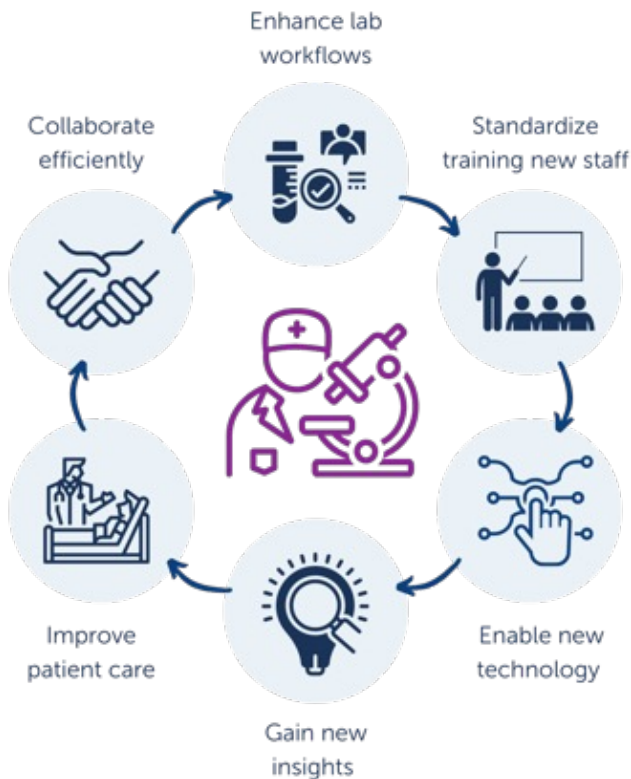 Enhance lab
workflows
Standardize
training new staff
Enable new
technology
Gain new
insights
Improve
patient care
Collaborate
efficiently